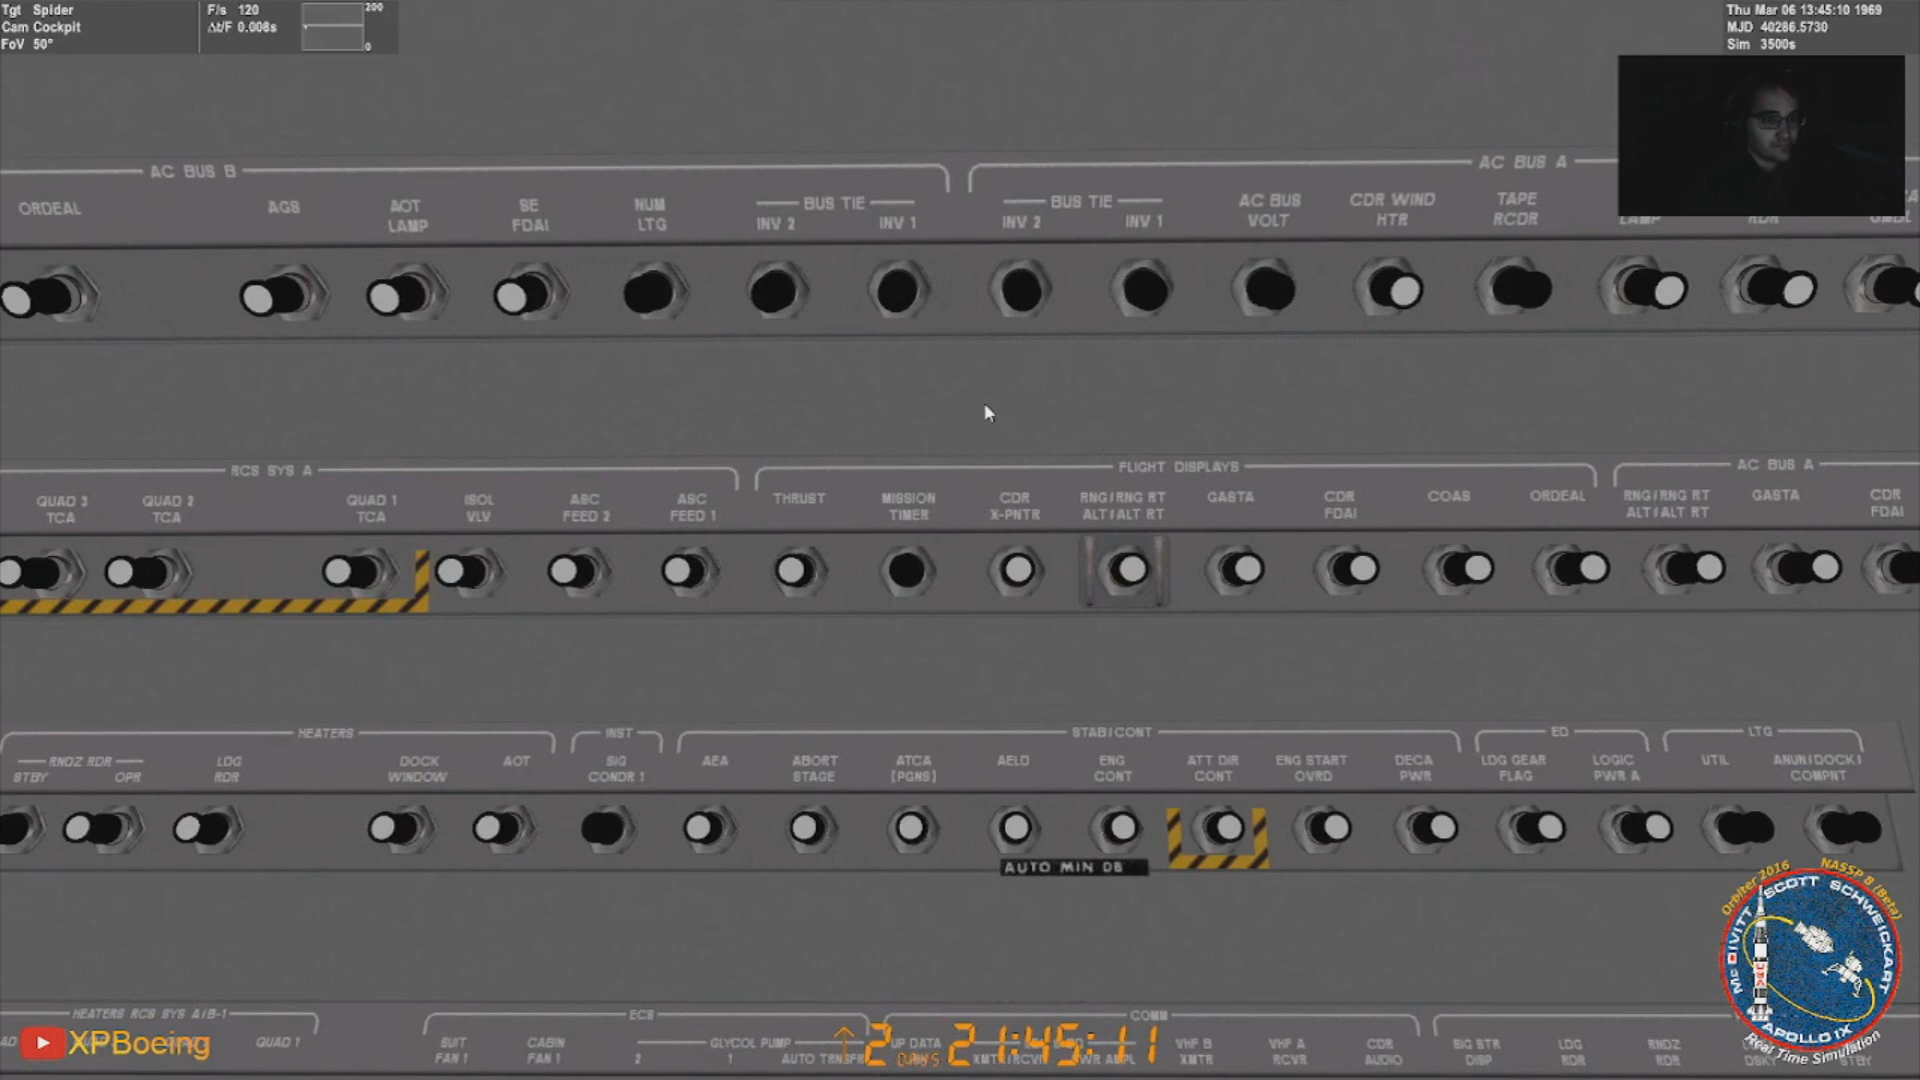 Tgt Spider
Cam Cockpit
FoV 50°
F/s 120
Δt/F 0.008s
200
0
Thu Mar 06 13:45:10 1969
MJD 40286.5730
Sim 3500s
AC BUS B
AC BUS A
ORDEAL
AGS
AOT LAMP
SE FDAI
NUM LTG
BUS TIE
INV 2
INV 1
BUS TIE
INV 2
INV 1
AC BUS VOLT
CDR WIND HTR
TAPE RCDR
LAMP
RDR
RCS SYS A
FLIGHT DISPLAYS
AC BUS A
QUAD 3 TCA
QUAD 2 TCA
QUAD 1 TCA
ISOL VLV
ASC FEED 2
ASC FEED 1
THRUST
MISSION TIMER
CDR X-PNTR
RNG/RNG RT
ALT/ALT RT
GASTA
CDR FDAI
COAS
ORDEAL
RNG/RNG RT
ALT/ALT RT
GASTA
CDR FDAI
HEATERS
INST
STAB/CONT
ED
LTG
RNDZ RDR
STBY
OPR
LDG RDR
DOCK WINDOW
AOT
SIG CONDR 1
AEA
ABORT STAGE
ATCA (PGNS)
AELD
ENG CONT
ATT DIR CONT
ENG START OVRD
DECA PWR
LDG GEAR FLAG
LOGIC PWR A
UTIL
ANUN/DOCK/
COMPNT
AUTO MIN DB
Orbiter 2016
NASSP 8 (Beta)
McDIVITT SCOTT SCHWEICKART
APOLLO IX
Real Time Simulation
HEATERS RCS SYS A/B-1
ECS
COMM
QUAD 1
SUIT FAN 1
CABIN FAN 1
GLYCOL PUMP
2
1
AUTO TRNSFR
UP DATA
VHF B XMTR
VHF A RCVR
CDR AUDIO
SIG STR DISP
LDG RDR
RNDZ RDR
STBY
XPBoeing
2 DAYS 21:45:11